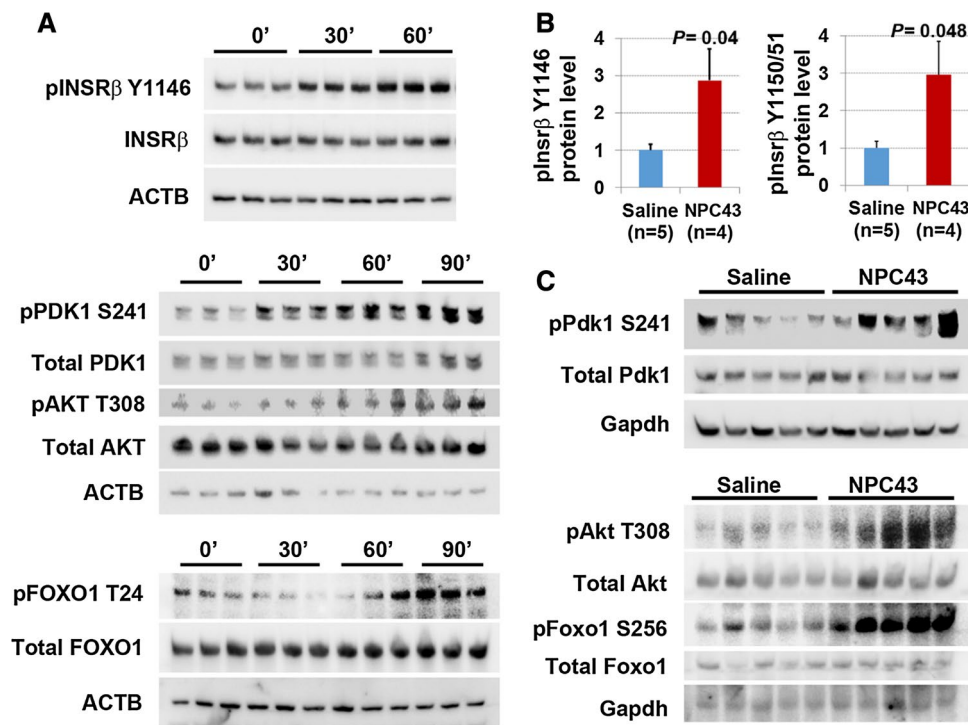 A
0' 30' 60'
pINSRβ Y1146
INSRβ
ACTB
0' 30' 60' 90'
pPDK1 S241
Total PDK1
pAKT T308
Total AKT
ACTB
0' 30' 60' 90'
pFOXO1 T24
Total FOXO1
ACTB
B
pInsrβ Y1146
protein level
P= 0.04
4
3
2
1
0
Saline
(n=5)
NPC43
(n=4)
pInsrβ Y1150/51
protein level
P= 0.048
4
3
2
1
0
Saline
(n=5)
NPC43
(n=4)
C
Saline NPC43
pPdk1 S241
Total Pdk1
Gapdh
Saline NPC43
pAkt T308
Total Akt
pFoxo1 S256
Total Foxo1
Gapdh